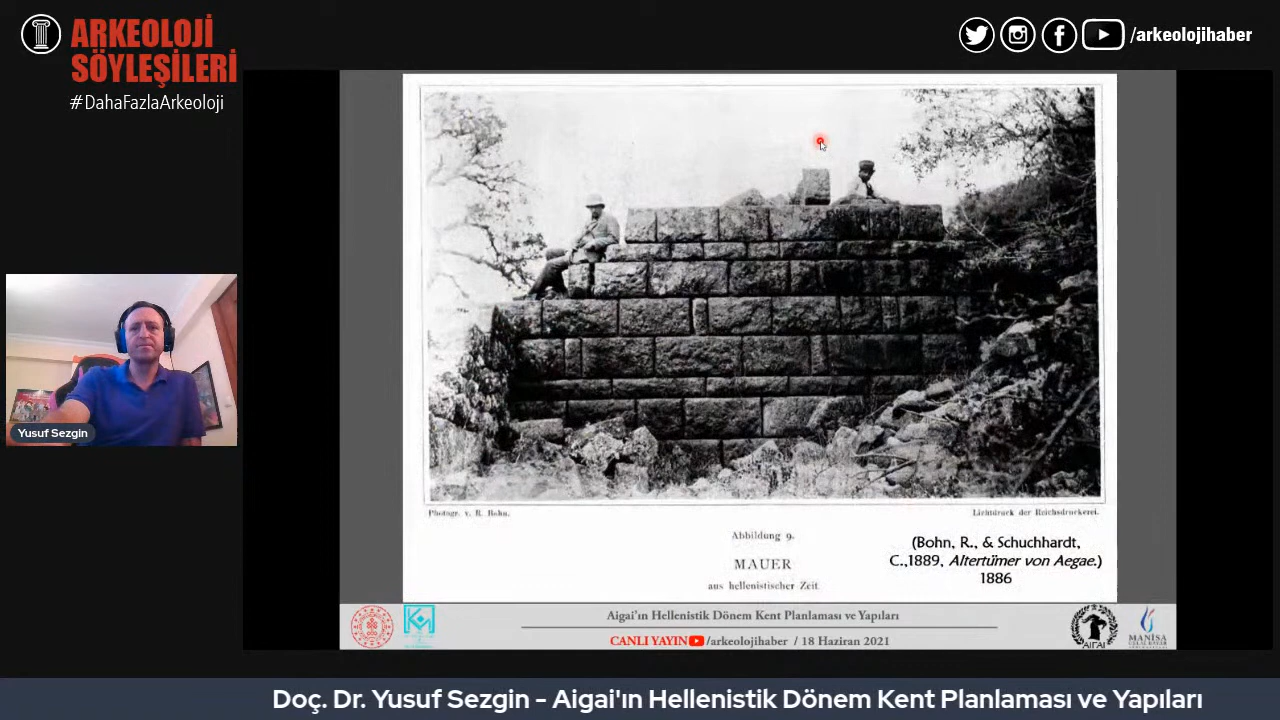 ARKEOLOJİ
SÖYLEŞİLERİ
#DahaFazlaArkeoloji
/arkeolojihaber
Yusuf Sezgin
Photogr. v. R. Bohn.
Lichtdruck der Reichsdruckerei.
Abbildung 9.
MAUER
aus hellenistischer Zeit
(Bohn, R., & Schuchhardt,
C.,1889, Altertümer von Aegae.)
1886
Aigai'ın Hellenistik Dönem Kent Planlaması ve Yapıları
CANLI YAYIN /arkeolojihaber / 18 Haziran 2021
AİGAİ
MANİSA
Doç. Dr. Yusuf Sezgin - Aigai'ın Hellenistik Dönem Kent Planlaması ve Yapıları